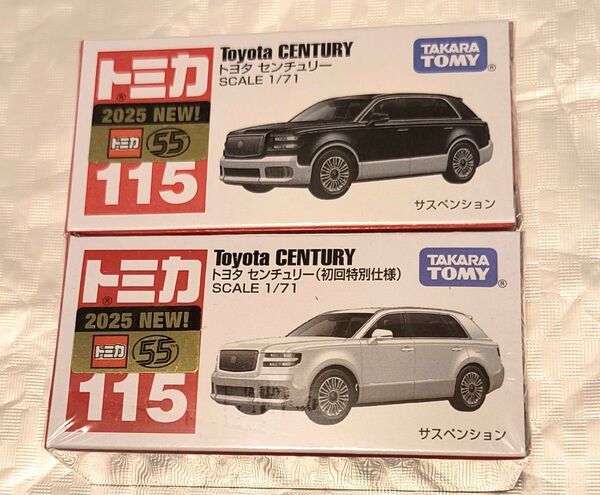 トミカ®
2025 NEW!
トミカ 55
115
Toyota CENTURY
トヨタ センチュリー
SCALE 1/71
TAKARA
TOMY®
サスペンション
トミカ®
2025 NEW!
トミカ 55
115
Toyota CENTURY
トヨタ センチュリー(初回特別仕様)
SCALE 1/71
TAKARA
TOMY®
サスペンション